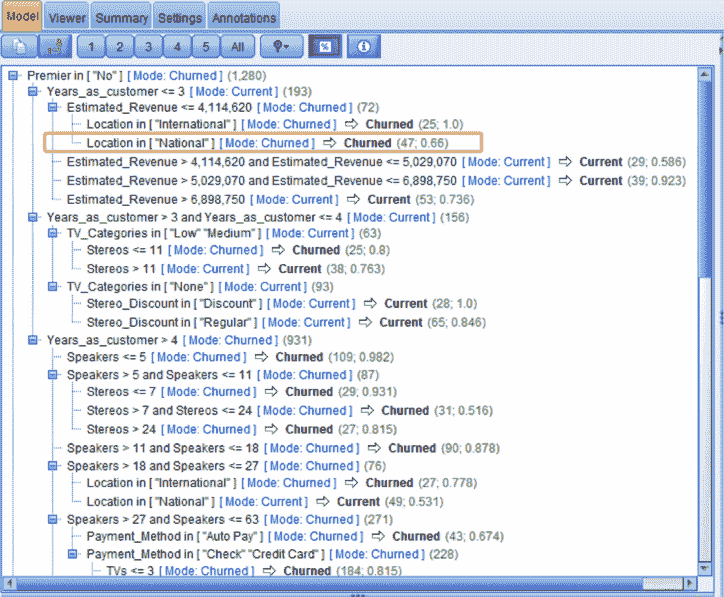 Model Viewer Summary Settings Annotations
1 2 3 4 5 All %
Premier in [ "No" ] [ Mode: Churned ] (1,280)
Years_as_customer <= 3 [ Mode: Current ] (193)
Estimated_Revenue <= 4,114,620 [ Mode: Churned ] (72)
Location in [ "International" ] [ Mode: Churned ] ⇨ Churned (25; 1.0)
Location in [ "National" ] [ Mode: Churned ] ⇨ Churned (47; 0.66)
Estimated_Revenue > 4,114,620 and Estimated_Revenue <= 5,029,070 [ Mode: Current ] ⇨ Current (29; 0.586)
Estimated_Revenue > 5,029,070 and Estimated_Revenue <= 6,898,750 [ Mode: Current ] ⇨ Current (39; 0.923)
Estimated_Revenue > 6,898,750 [ Mode: Current ] ⇨ Current (53; 0.736)
Years_as_customer > 3 and Years_as_customer <= 4 [ Mode: Current ] (156)
TV_Categories in [ "Low" "Medium" ] [ Mode: Current ] (63)
Stereos <= 11 [ Mode: Churned ] ⇨ Churned (25; 0.8)
Stereos > 11 [ Mode: Current ] ⇨ Current (38; 0.763)
TV_Categories in [ "None" ] [ Mode: Current ] (93)
Stereo_Discount in [ "Discount" ] [ Mode: Current ] ⇨ Current (28; 1.0)
Stereo_Discount in [ "Regular" ] [ Mode: Current ] ⇨ Current (65; 0.846)
Years_as_customer > 4 [ Mode: Churned ] (931)
Speakers <= 5 [ Mode: Churned ] ⇨ Churned (109; 0.982)
Speakers > 5 and Speakers <= 11 [ Mode: Churned ] (87)
Stereos <= 7 [ Mode: Churned ] ⇨ Churned (29; 0.931)
Stereos > 7 and Stereos <= 24 [ Mode: Churned ] ⇨ Churned (31; 0.516)
Stereos > 24 [ Mode: Churned ] ⇨ Churned (27; 0.815)
Speakers > 11 and Speakers <= 18 [ Mode: Churned ] ⇨ Churned (90; 0.878)
Speakers > 18 and Speakers <= 27 [ Mode: Churned ] (76)
Location in [ "International" ] [ Mode: Churned ] ⇨ Churned (27; 0.778)
Location in [ "National" ] [ Mode: Current ] ⇨ Current (49; 0.531)
Speakers > 27 and Speakers <= 63 [ Mode: Churned ] (271)
Payment_Method in [ "Auto Pay" ] [ Mode: Churned ] ⇨ Churned (43; 0.674)
Payment_Method in [ "Check" "Credit Card" ] [ Mode: Churned ] (228)
TVs <= 3 [ Mode: Churned ] ⇨ Churned (184; 0.815)